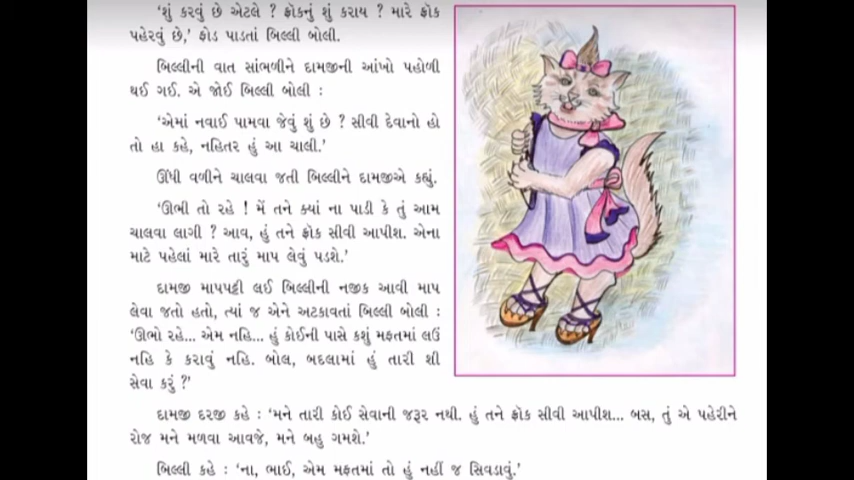 ‘શું કરવું છે એટલે ? ફ્રૉકનું શું કરાય ? મારે ફ્રૉક
પહેરવું છે,’ ફોડ પાડતાં બિલ્લી બોલી.
બિલ્લીની વાત સાંભળીને દામજીની આંખો પહોળી
થઈ ગઈ. એ જોઈ બિલ્લી બોલી :
‘એમાં નવાઈ પામવા જેવું શું છે ? સીવી દેવાનો હો
તો હા કહે, નહિતર હું આ ચાલી.’
ઊંધી વળીને ચાલવા જતી બિલ્લીને દામજીએ કહ્યું.
‘ઊભી તો રહે ! મેં તને ક્યાં ના પાડી કે તું આમ
ચાલવા લાગી ? આવ, હું તને ફ્રૉક સીવી આપીશ. એના
માટે પહેલાં મારે તારું માપ લેવું પડશે.’
દામજી માપપટ્ટી લઈ બિલ્લીની નજીક આવી માપ
લેવા જતો હતો, ત્યાં જ એને અટકાવતાં બિલ્લી બોલી :
‘ઊભો રહે... એમ નહિ... હું કોઈની પાસે કશું મફતમાં લઉં
નહિ કે કરાવું નહિ. બોલ, બદલામાં હું તારી શી
સેવા કરું ?’
દામજી દરજી કહે : ‘મને તારી કોઈ સેવાની જરૂર નથી. હું તને ફ્રૉક સીવી આપીશ... બસ, તું એ પહેરીને
રોજ મને મળવા આવજે, મને બહુ ગમશે.’
બિલ્લી કહે : ‘ના, ભાઈ, એમ મફતમાં તો હું નહીં જ સિવડાવું.’